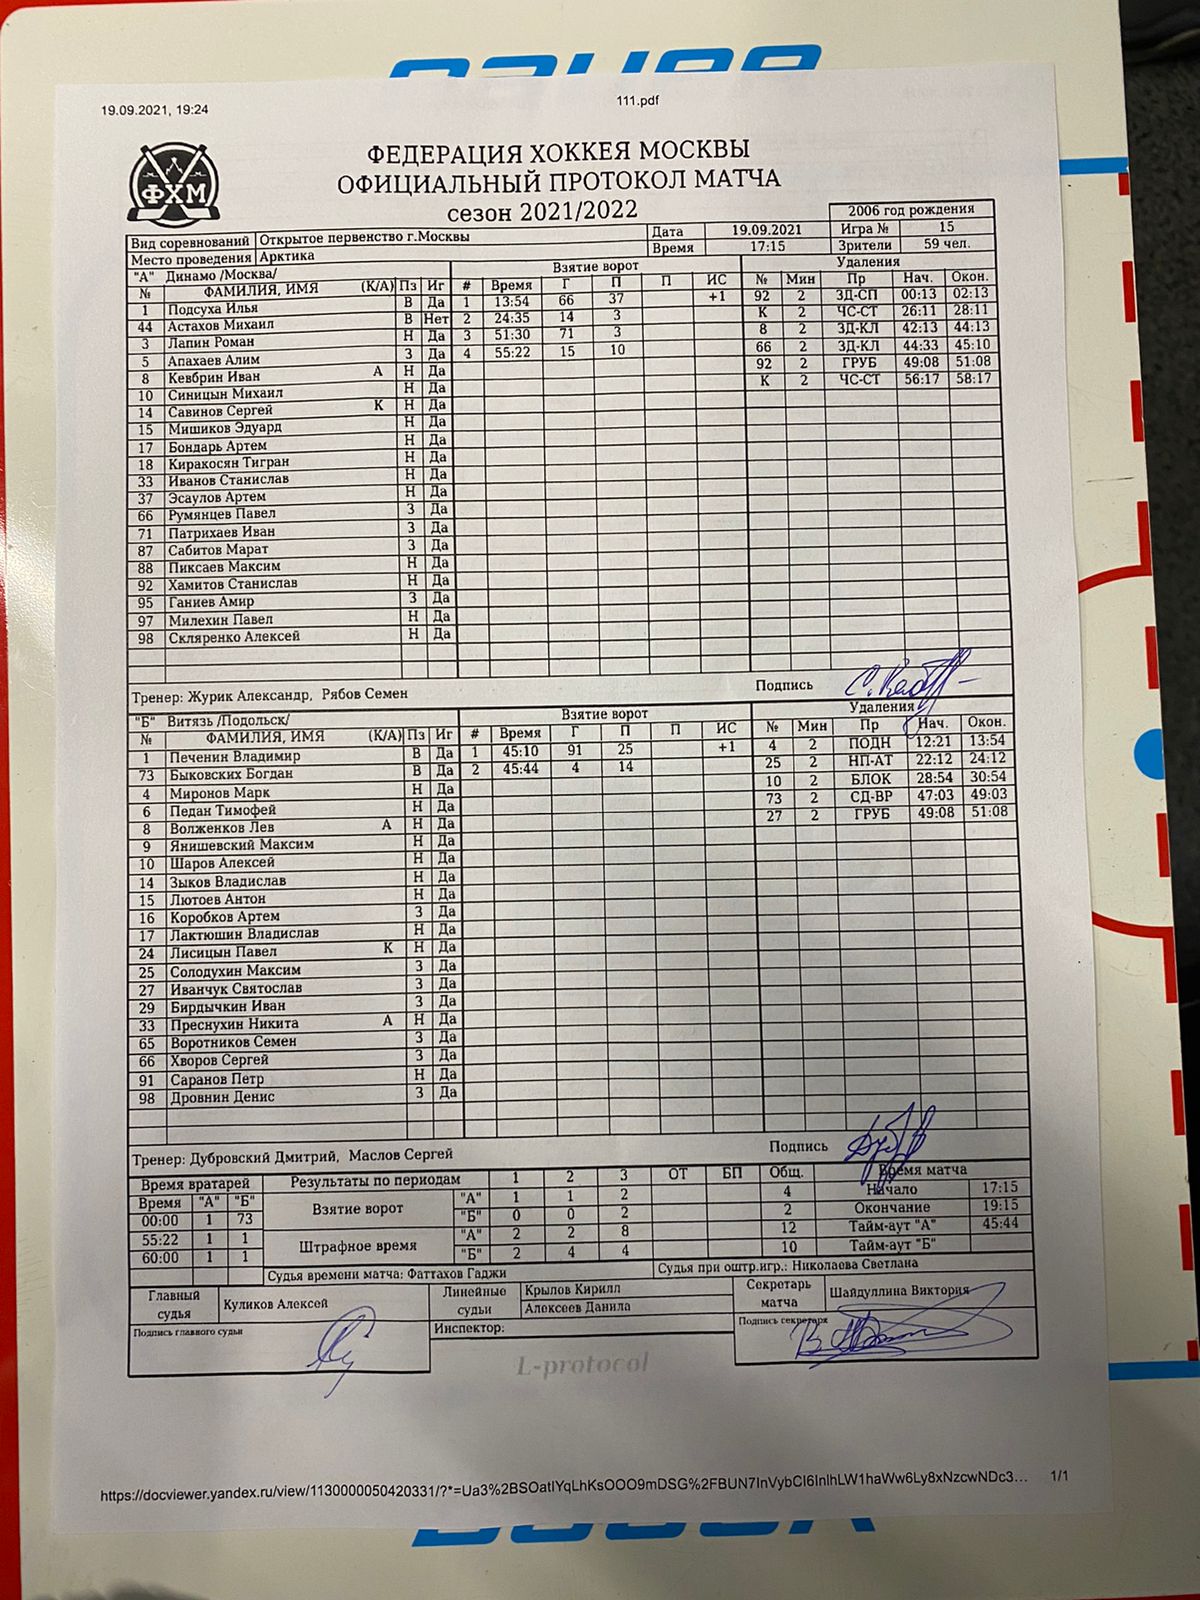 19.09.2021, 19:24 111.pdf
ФХМ
ФЕДЕРАЦИЯ ХОККЕЯ МОСКВЫ
ОФИЦИАЛЬНЫЙ ПРОТОКОЛ МАТЧА
сезон 2021/2022
2006 год рождения
Вид соревнований Открытое первенство г.Москвы Дата 19.09.2021 Игра № 15
Место проведения Арктика Время 17:15 Зрители 59 чел.
"А" Динамо /Москва/ Взятие ворот Удаления
№ ФАМИЛИЯ, ИМЯ (К/А) Пз Иг # Время Г П П ИС № Мин Пр Нач. Окон.
1 Подсуха Илья В Да 1 13:54 66 37 +1 92 2 ЗД-СП 00:13 02:13
44 Астахов Михаил В Нет 2 24:35 14 3 К 2 ЧС-СТ 26:11 28:11
3 Лапин Роман Н Да 3 51:30 71 3 8 2 ЗД-КЛ 42:13 44:13
5 Апахаев Алим З Да 4 55:22 15 10 66 2 ЗД-КЛ 44:33 45:10
8 Кевбрин Иван А Н Да 92 2 ГРУБ 49:08 51:08
10 Синицын Михаил Н Да К 2 ЧС-СТ 56:17 58:17
14 Савинов Сергей К Н Да
15 Мишиков Эдуард Н Да
17 Бондарь Артем Н Да
18 Киракосян Тигран Н Да
33 Иванов Станислав Н Да
37 Эсаулов Артем Н Да
66 Румянцев Павел З Да
71 Патрихаев Иван З Да
87 Сабитов Марат З Да
88 Пиксаев Максим Н Да
92 Хамитов Станислав Н Да
95 Ганиев Амир З Да
97 Милехин Павел Н Да
98 Скляренко Алексей Н Да
Тренер: Журик Александр, Рябов Семен Подпись
"Б" Витязь /Подольск/ Взятие ворот Удаления
№ ФАМИЛИЯ, ИМЯ (К/А) Пз Иг # Время Г П П ИС № Мин Пр Нач. Окон.
1 Печенин Владимир В Да 1 45:10 91 25 +1 4 2 ПОДН 12:21 13:54
73 Быковских Богдан В Да 2 45:44 4 14 25 2 НП-АТ 22:12 24:12
4 Миронов Марк Н Да 10 2 БЛОК 28:54 30:54
6 Педан Тимофей Н Да 73 2 СД-ВР 47:03 49:03
8 Волженков Лев А Н Да 27 2 ГРУБ 49:08 51:08
9 Янишевский Максим Н Да
10 Шаров Алексей Н Да
14 Зыков Владислав Н Да
15 Лютоев Антон Н Да
16 Коробков Артем З Да
17 Лактюшин Владислав Н Да
24 Лисицын Павел К Н Да
25 Солодухин Максим З Да
27 Иванчук Святослав З Да
29 Бирдычкин Иван З Да
33 Преснухин Никита А Н Да
65 Воротников Семен З Да
66 Хворов Сергей З Да
91 Саранов Петр Н Да
98 Дровнин Денис З Да
Тренер: Дубровский Дмитрий, Маслов Сергей Подпись
Время вратарей Результаты по периодам 1 2 3 ОТ БП Общ. Время матча
Время "А" "Б" Взятие ворот "А" 1 1 2 4 Начало 17:15
00:00 1 73 "Б" 0 0 2 2 Окончание 19:15
55:22 1 1 Штрафное время "А" 2 2 8 12 Тайм-аут "А" 45:44
60:00 1 1 "Б" 2 4 4 10 Тайм-аут "Б"
Судья времени матча: Фаттахов Гаджи Судья при оштр.игр.: Николаева Светлана
Главный судья Куликов Алексей Линейные судьи Крылов Кирилл Секретарь матча Шайдуллина Виктория
Алексеев Данила
Подпись главного судьи Инспектор: Подпись секретаря
L-protocol
https://docviewer.yandex.ru/view/1130000050420331/?*=Ua3%2BSOatIYqLhKsOOO9mDSG%2FBUN7InVybCI6InlhLW1haWw6Ly8xNzcwNDc3... 1/1